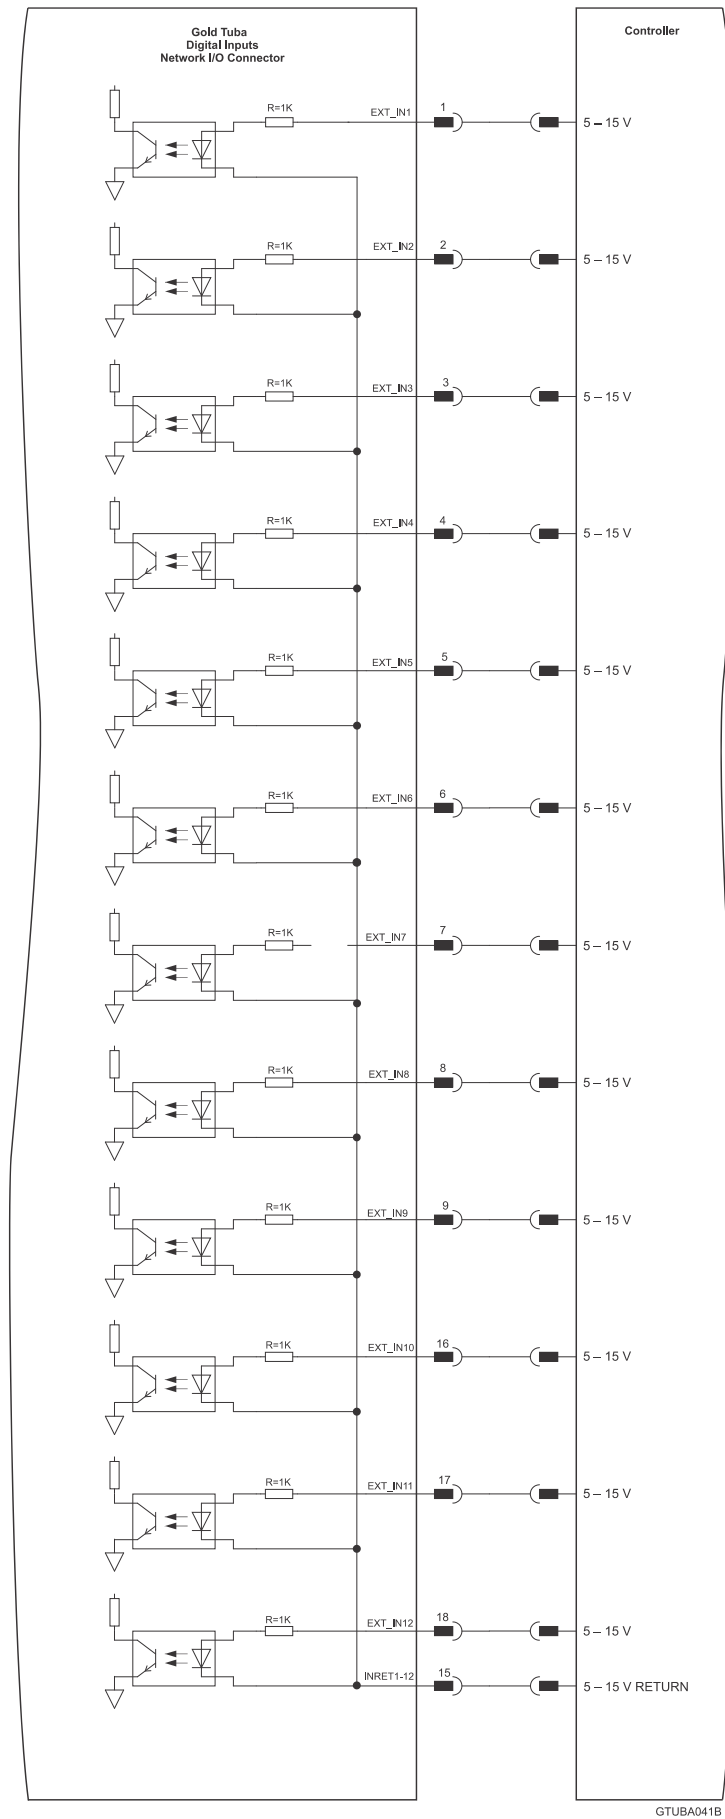 Gold Tuba
Digital Inputs
Network I/O Connector
Controller
R=1K EXT_IN1 1 5 – 15 V
R=1K EXT_IN2 2 5 – 15 V
R=1K EXT_IN3 3 5 – 15 V
R=1K EXT_IN4 4 5 – 15 V
R=1K EXT_IN5 5 5 – 15 V
R=1K EXT_IN6 6 5 – 15 V
R=1K EXT_IN7 7 5 – 15 V
R=1K EXT_IN8 8 5 – 15 V
R=1K EXT_IN9 9 5 – 15 V
R=1K EXT_IN10 16 5 – 15 V
R=1K EXT_IN11 17 5 – 15 V
R=1K EXT_IN12 18 5 – 15 V
INRET1-12 15 5 – 15 V RETURN
GTUBA041B